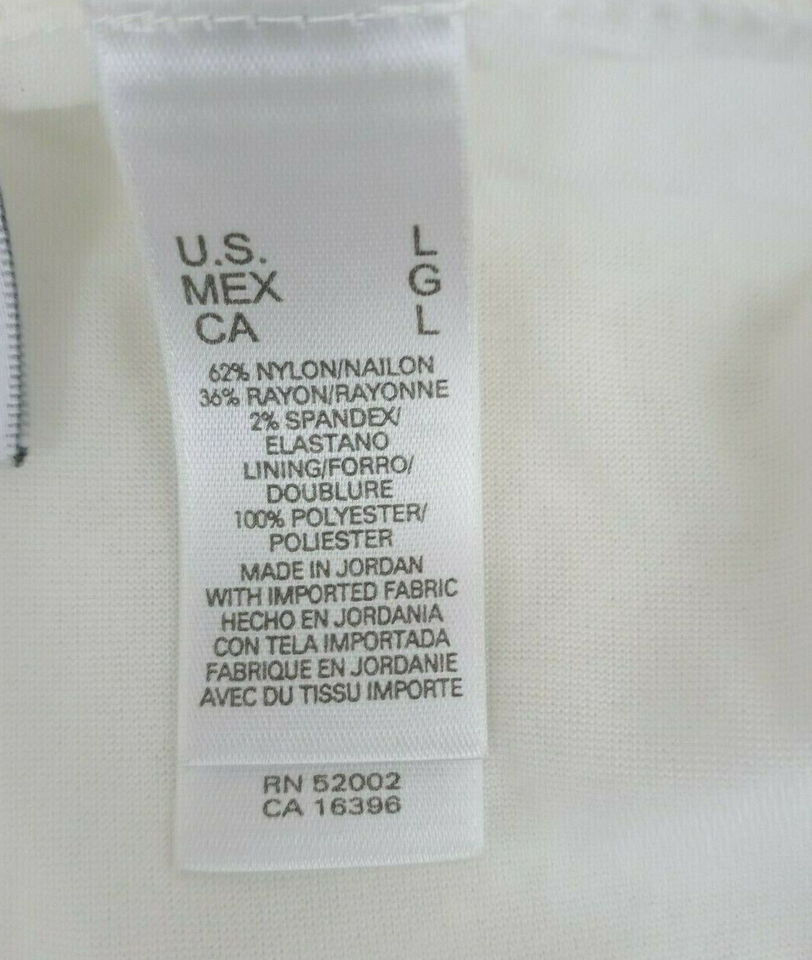 U.S. L
MEX G
CA L
62% NYLON/NAILON
36% RAYON/RAYONNE
2% SPANDEX/
ELASTANO
LINING/FORRO/
DOUBLURE
100% POLYESTER/
POLIESTER
MADE IN JORDAN
WITH IMPORTED FABRIC
HECHO EN JORDANIA
CON TELA IMPORTADA
FABRIQUE EN JORDANIE
AVEC DU TISSU IMPORTE
RN 52002
CA 16396